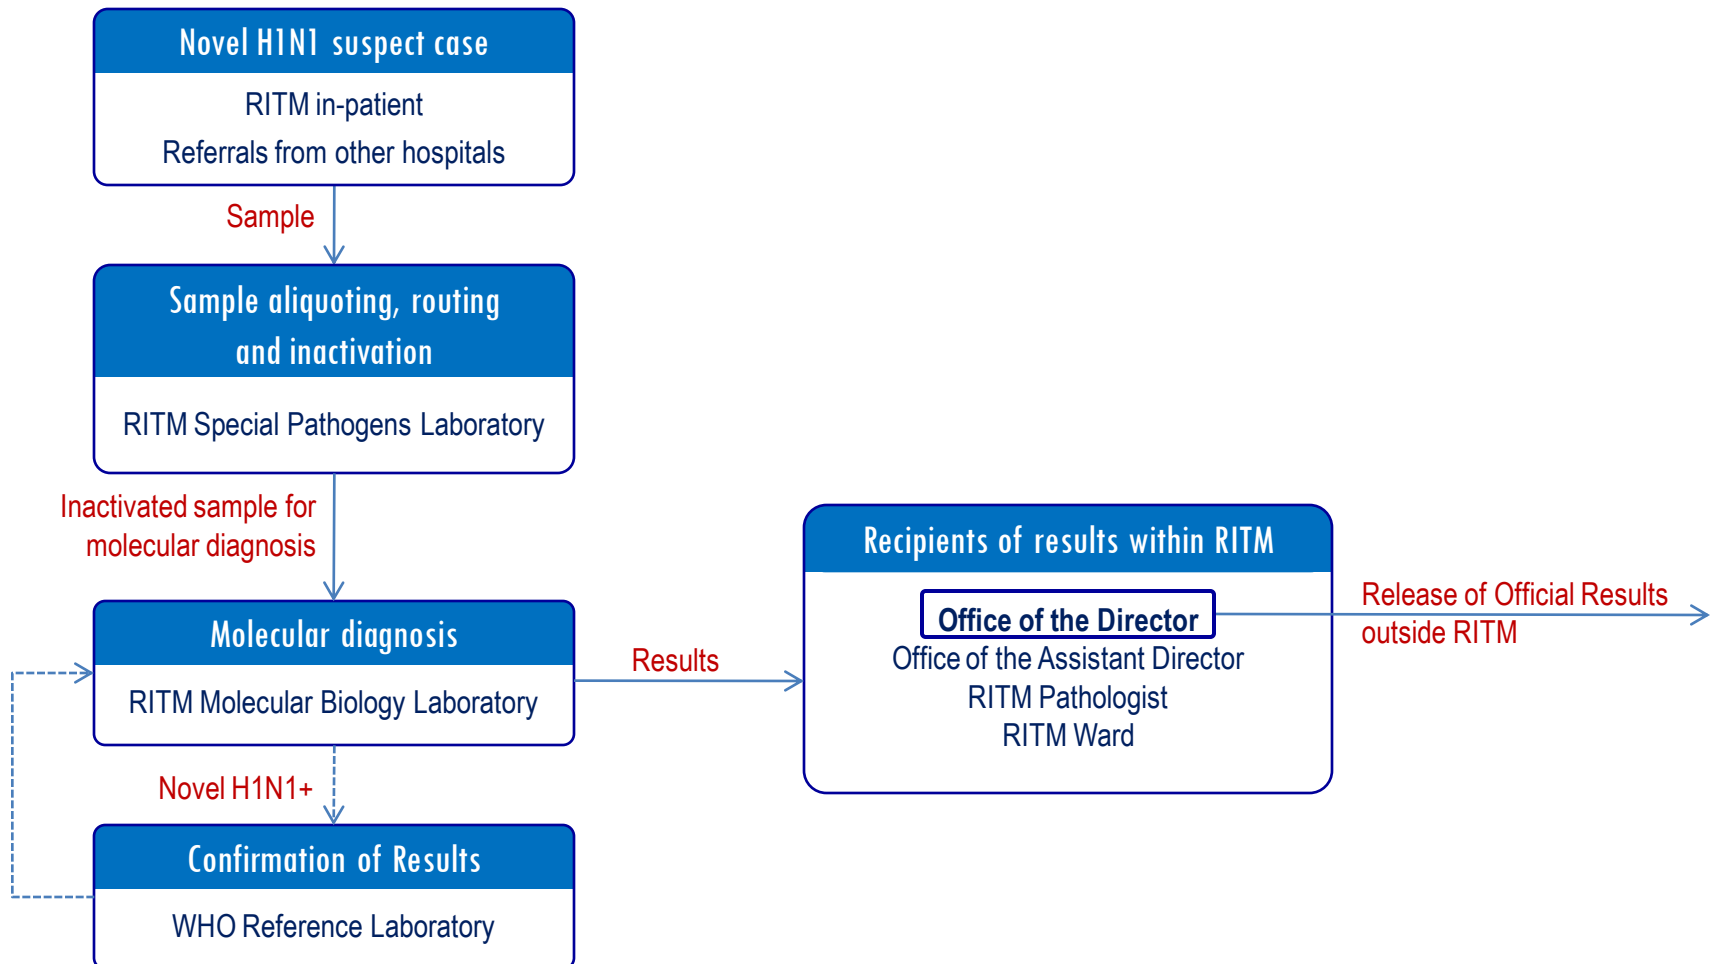 Novel H1N1 suspect case
RITM in-patient
Referrals from other hospitals
Sample
Sample aliquoting, routing
and inactivation
RITM Special Pathogens Laboratory
Inactivated sample for
molecular diagnosis
Molecular diagnosis
RITM Molecular Biology Laboratory
Results
Recipients of results within RITM
Office of the Director
Office of the Assistant Director
RITM Pathologist
RITM Ward
Release of Official Results
outside RITM
Novel H1N1+
Confirmation of Results
WHO Reference Laboratory